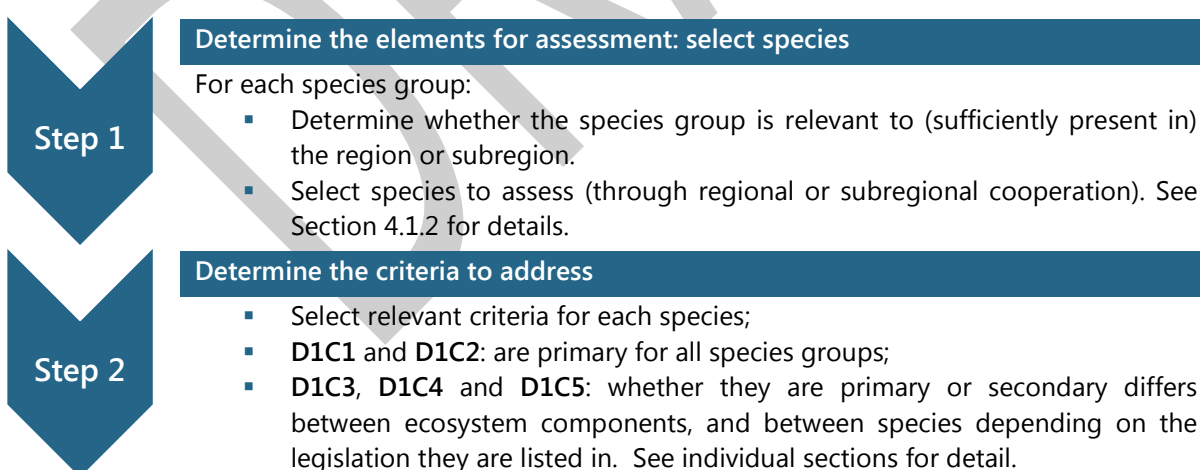 Determine the elements for assessment: select species
For each species group:
Step 1
▪ Determine whether the species group is relevant to (sufficiently present in)
the region or subregion.
▪ Select species to assess (through regional or subregional cooperation). See
Section 4.1.2 for details.
Determine the criteria to address
▪ Select relevant criteria for each species;
▪ D1C1 and D1C2: are primary for all species groups;
Step 2
▪ D1C3, D1C4 and D1C5: whether they are primary or secondary differs
between ecosystem components, and between species depending on the
legislation they are listed in. See individual sections for detail.